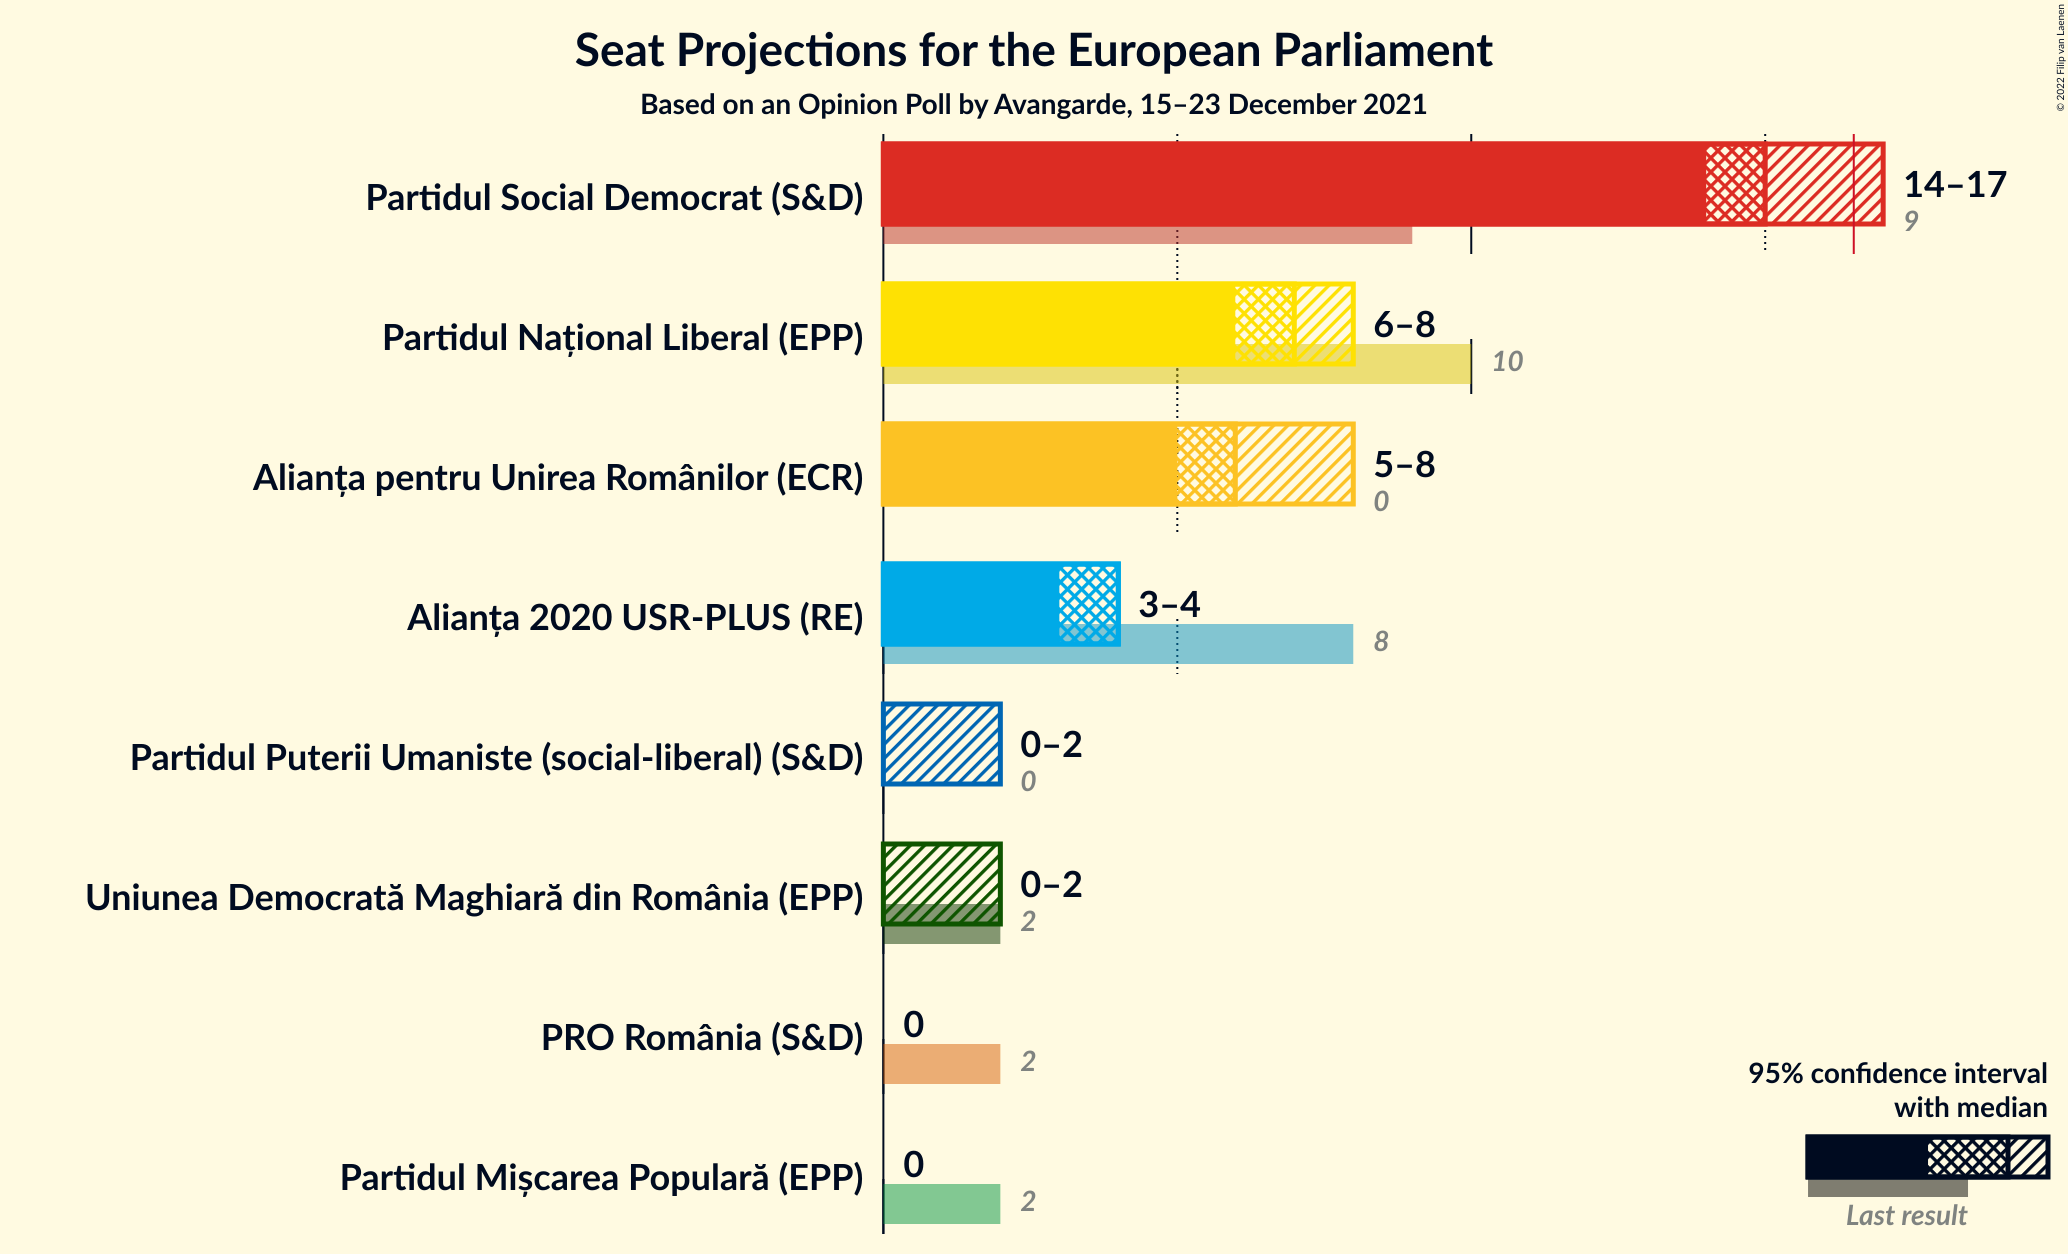 Seat Projections for the European Parliament
Based on an Opinion Poll by Avangarde, 15–23 December 2021
© 2022 Filip van Laenen
Partidul Social Democrat (S&D)
14–17
9
Partidul Național Liberal (EPP)
6–8
10
Alianța pentru Unirea Românilor (ECR)
5–8
0
Alianța 2020 USR-PLUS (RE)
3–4
8
Partidul Puterii Umaniste (social-liberal) (S&D)
0–2
0
Uniunea Democrată Maghiară din România (EPP)
0–2
2
PRO România (S&D)
0
2
Partidul Mișcarea Populară (EPP)
0
2
95% confidence interval
with median
Last result